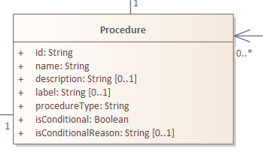 1
Procedure
+ id: String
+ name: String
+ description: String [0..1]
+ label: String [0..1]
+ procedureType: String
+ isConditional: Boolean
+ isConditionalReason: String [0..1]
0..*
1